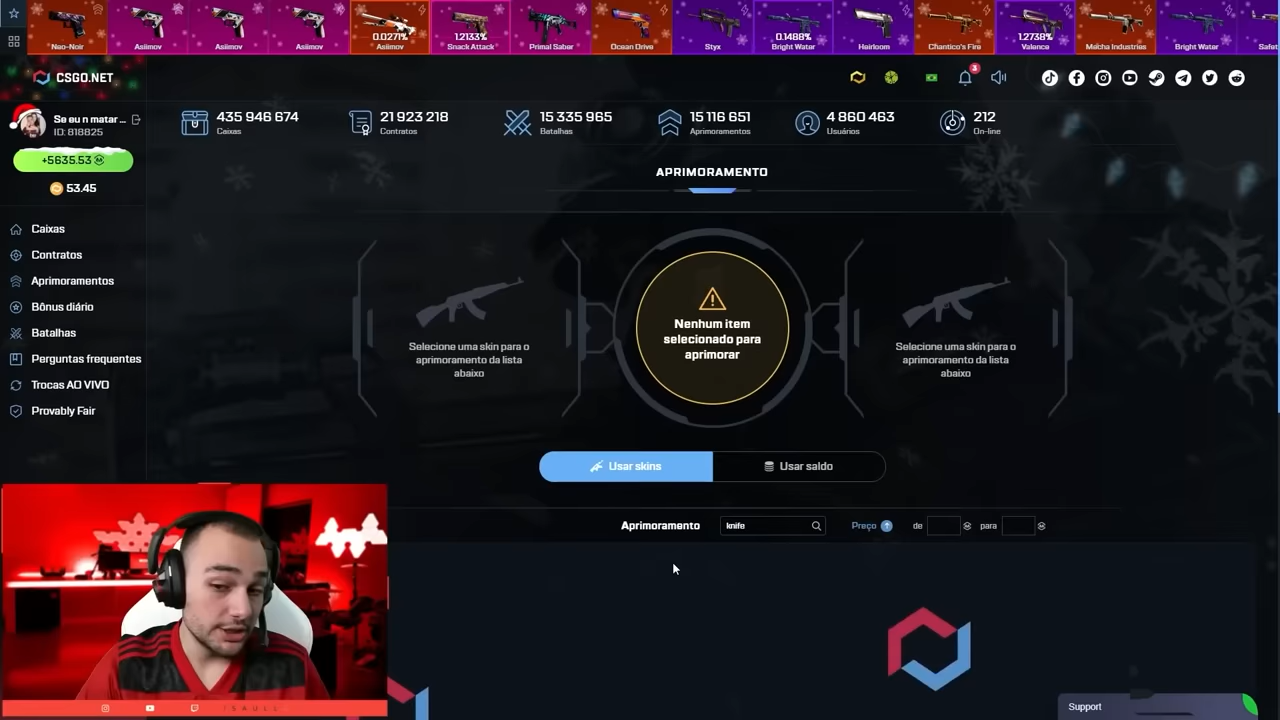 Neo-Noir
Asiimov
Asiimov
Asiimov
0.0271%
Asiimov
1.2133%
Snack Attack
Primal Saber
Ocean Drive
Styx
0.1488%
Bright Water
Heirloom
Chantico's Fire
1.2738%
Valence
Mecha Industries
Bright Water
Safet
CSGO.NET
3
Se eu n matar ...
ID: 818825
+5635.53
53.45
435 946 674
Caixas
21 923 218
Contratos
15 335 965
Batalhas
15 116 651
Aprimoramentos
4 860 463
Usuários
212
On-line
APRIMORAMENTO
Caixas
Contratos
Aprimoramentos
Bônus diário
Batalhas
Perguntas frequentes
Trocas AO VIVO
Provably Fair
Selecione uma skin para o
aprimoramento da lista
abaixo
Nenhum item
selecionado para
aprimorar
Selecione uma skin para o
aprimoramento da lista
abaixo
Usar skins
Usar saldo
Aprimoramento
knife
Preço
de
para
Support